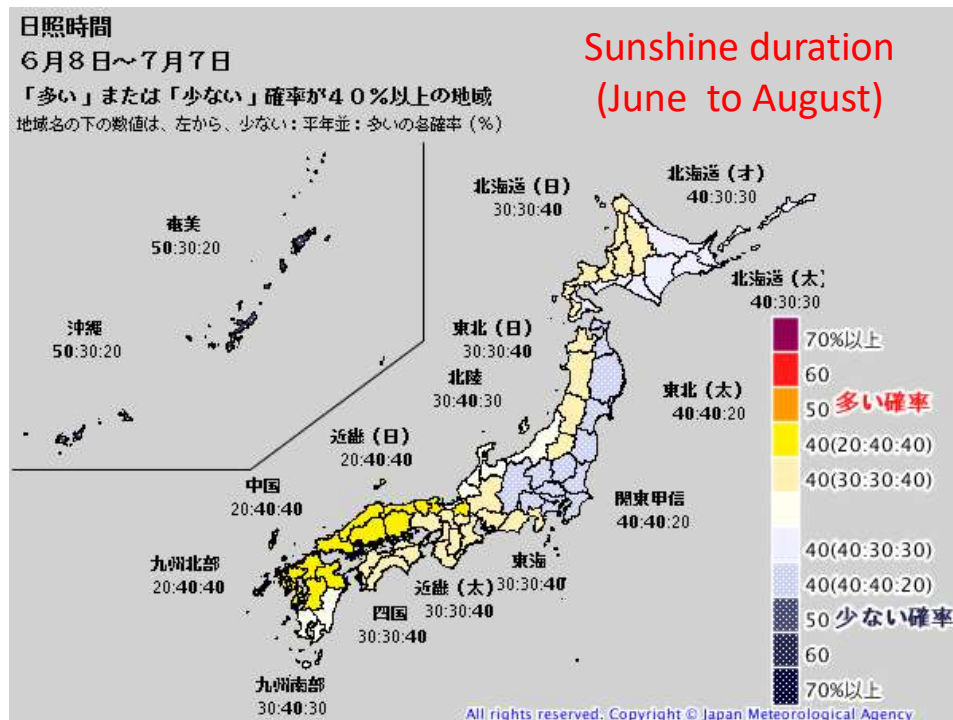 日照時間
6月8日～7月7日
「多い」または「少ない」確率が40%以上の地域
地域名の下の数値は、左から、少ない：平年並：多いの各確率(%)
Sunshine duration
(June to August)
北海道(日)
30:30:40
北海道(オ)
40:30:30
奄美
50:30:20
北海道(太)
40:30:30
沖縄
50:30:20
東北(日)
30:30:40
北陸
30:40:30
東北(太)
40:40:20
近畿(日)
20:40:40
中国
20:40:40
関東甲信
40:40:20
九州北部
20:40:40
東海
30:30:40
近畿(太)
30:30:40
四国
30:30:40
九州南部
30:40:30
70%以上
60
50 多い確率
40(20:40:40)
40(30:30:40)
40(40:30:30)
40(40:40:20)
50 少ない確率
60
70%以上
All rights reserved. Copyright © Japan Meteorological Agency